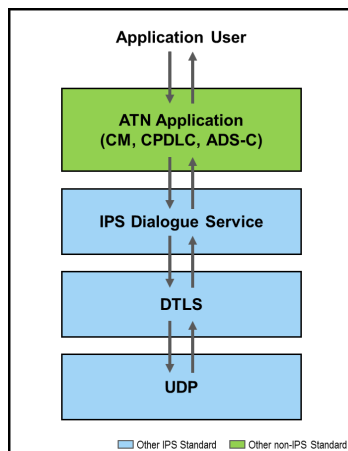 Application User
ATN Application
(CM, CPDLC, ADS-C)
IPS Dialogue Service
DTLS
UDP
Other IPS Standard Other non-IPS Standard